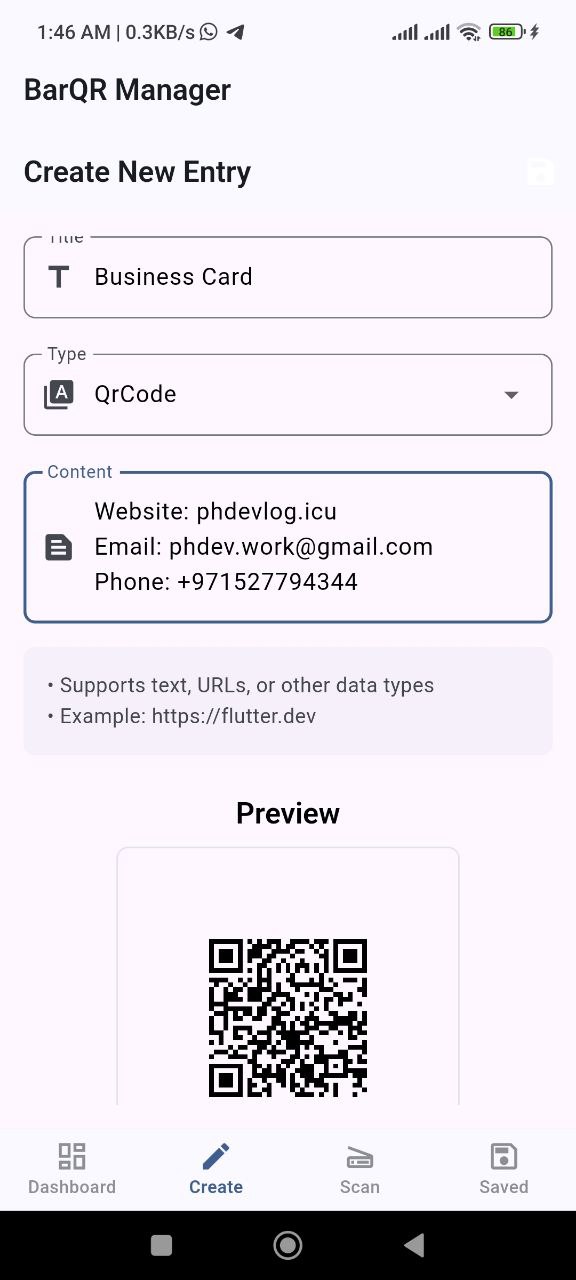 1:46 AM | 0.3KB/s
86
BarQR Manager
Create New Entry
Title
T Business Card
Type
A QrCode
Content
Website: phdevlog.icu
Email: phdev.work@gmail.com
Phone: +971527794344
• Supports text, URLs, or other data types
• Example: https://flutter.dev
Preview
Dashboard
Create
Scan
Saved